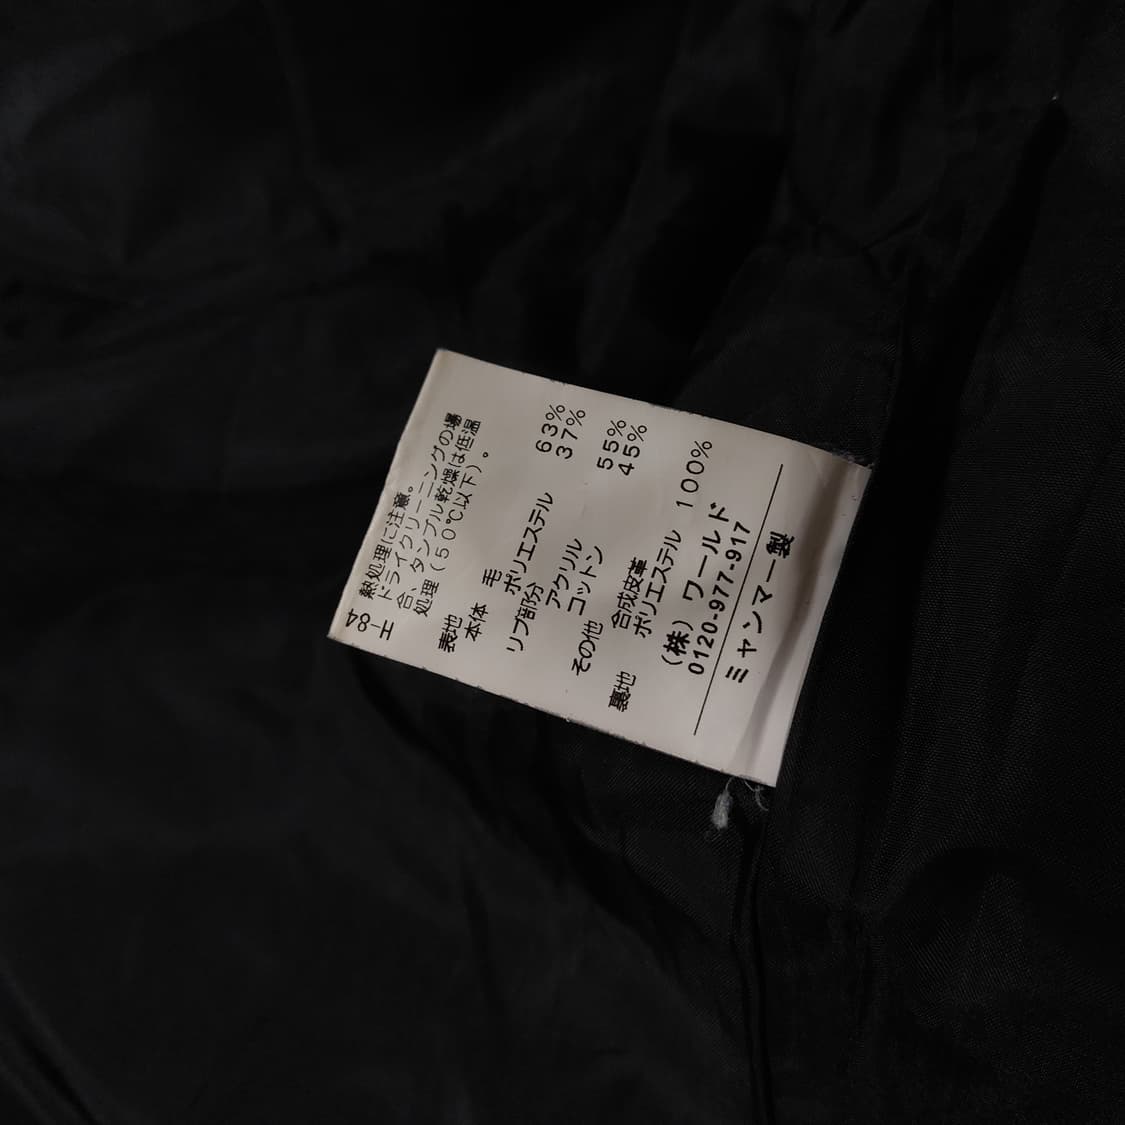 熱処理に注意。
ドライクリーニングの場
合、タンブル乾燥は低温
処理(50℃以下)。
表地
本体 毛 63%
ポリエステル 37%
リブ部分
アクリル 55%
コットン 45%
その他
合成皮革
裏地 ポリエステル 100%
(株)ワールド
0120-977-917
ミャンマー製